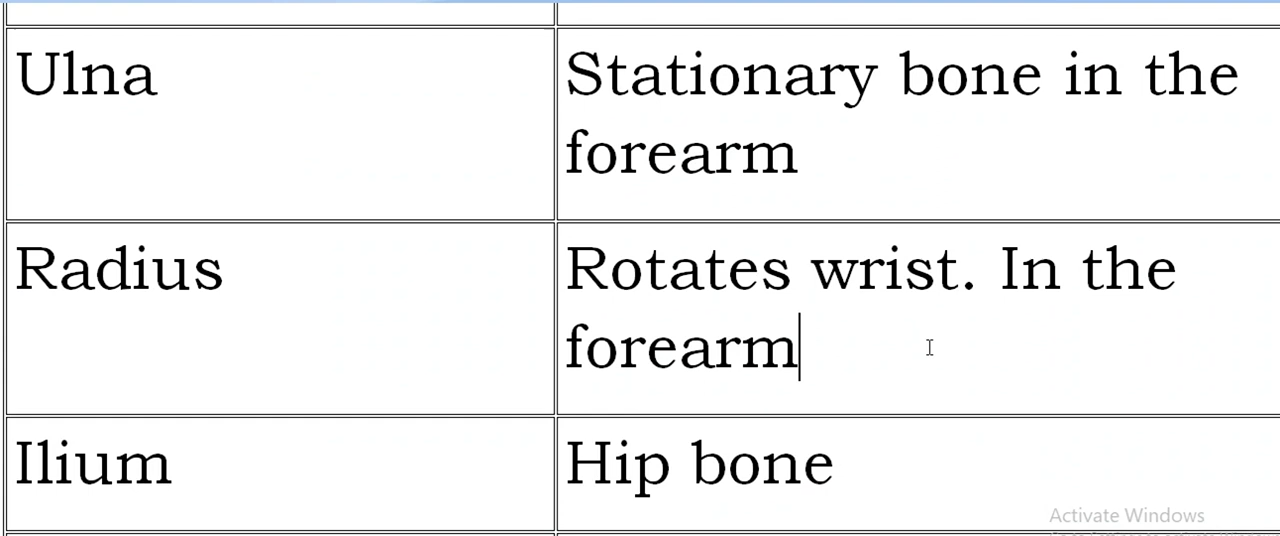 Ulna
Stationary bone in the
forearm
Radius
Rotates wrist. In the
forearm
Ilium
Hip bone
Activate Windows